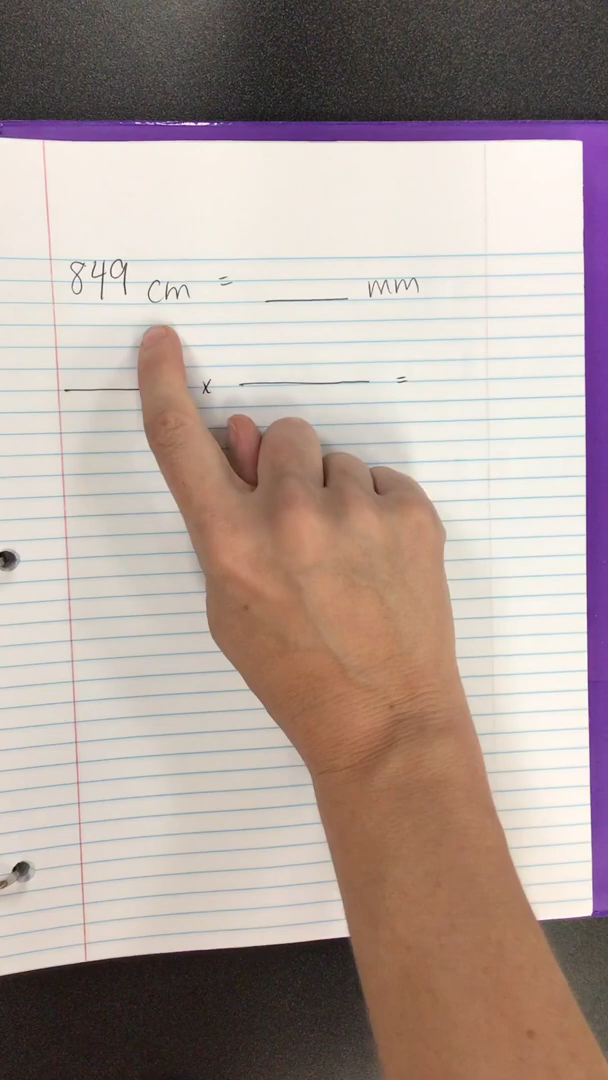 849 cm = ____ mm
____ x ____ =